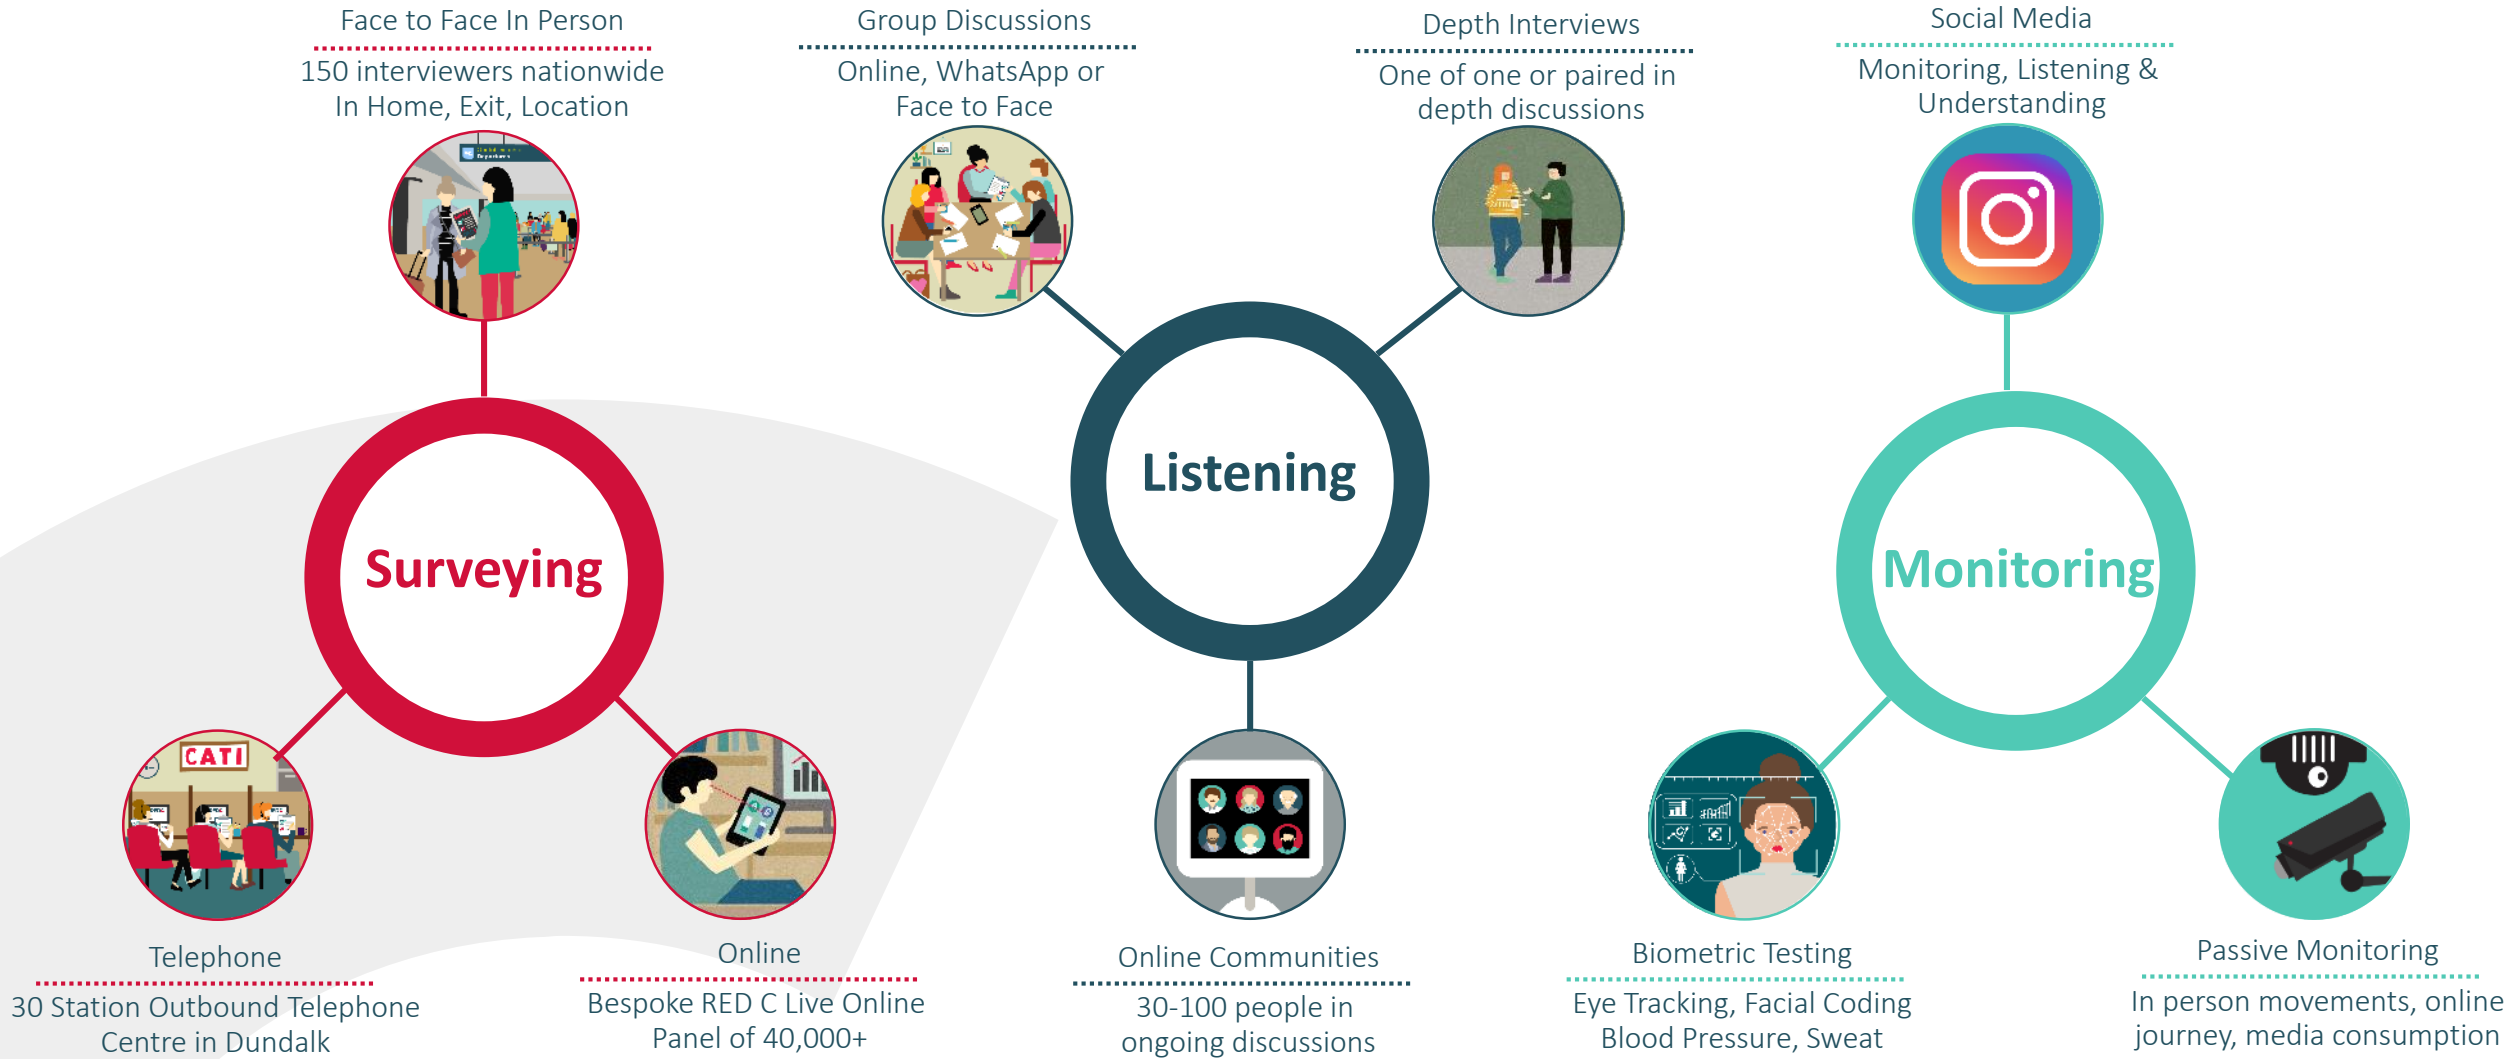 Face to Face In Person
150 interviewers nationwide
In Home, Exit, Location
Group Discussions
Online, WhatsApp or
Face to Face
Depth Interviews
One of one or paired in
depth discussions
Social Media
Monitoring, Listening &
Understanding
Surveying
Listening
Monitoring
CATI
Telephone
30 Station Outbound Telephone
Centre in Dundalk
Online
Bespoke RED C Live Online
Panel of 40,000+
Online Communities
30-100 people in
ongoing discussions
Biometric Testing
Eye Tracking, Facial Coding
Blood Pressure, Sweat
Passive Monitoring
In person movements, online
journey, media consumption